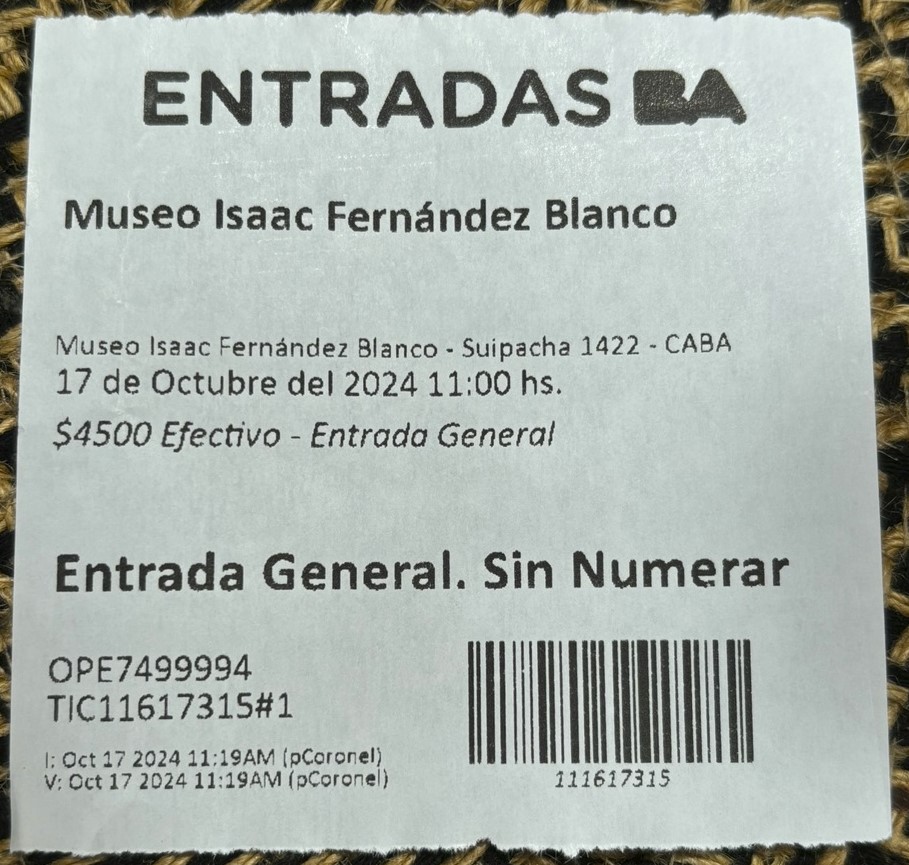 ENTRADAS BA
Museo Isaac Fernández Blanco
Museo Isaac Fernández Blanco - Suipacha 1422 - CABA
17 de Octubre del 2024 11:00 hs.
$4500 Efectivo - Entrada General
Entrada General. Sin Numerar
OPE7499994
TIC11617315#1
I: Oct 17 2024 11:19AM (pCoronel)
V: Oct 17 2024 11:19AM (pCoronel)
111617315